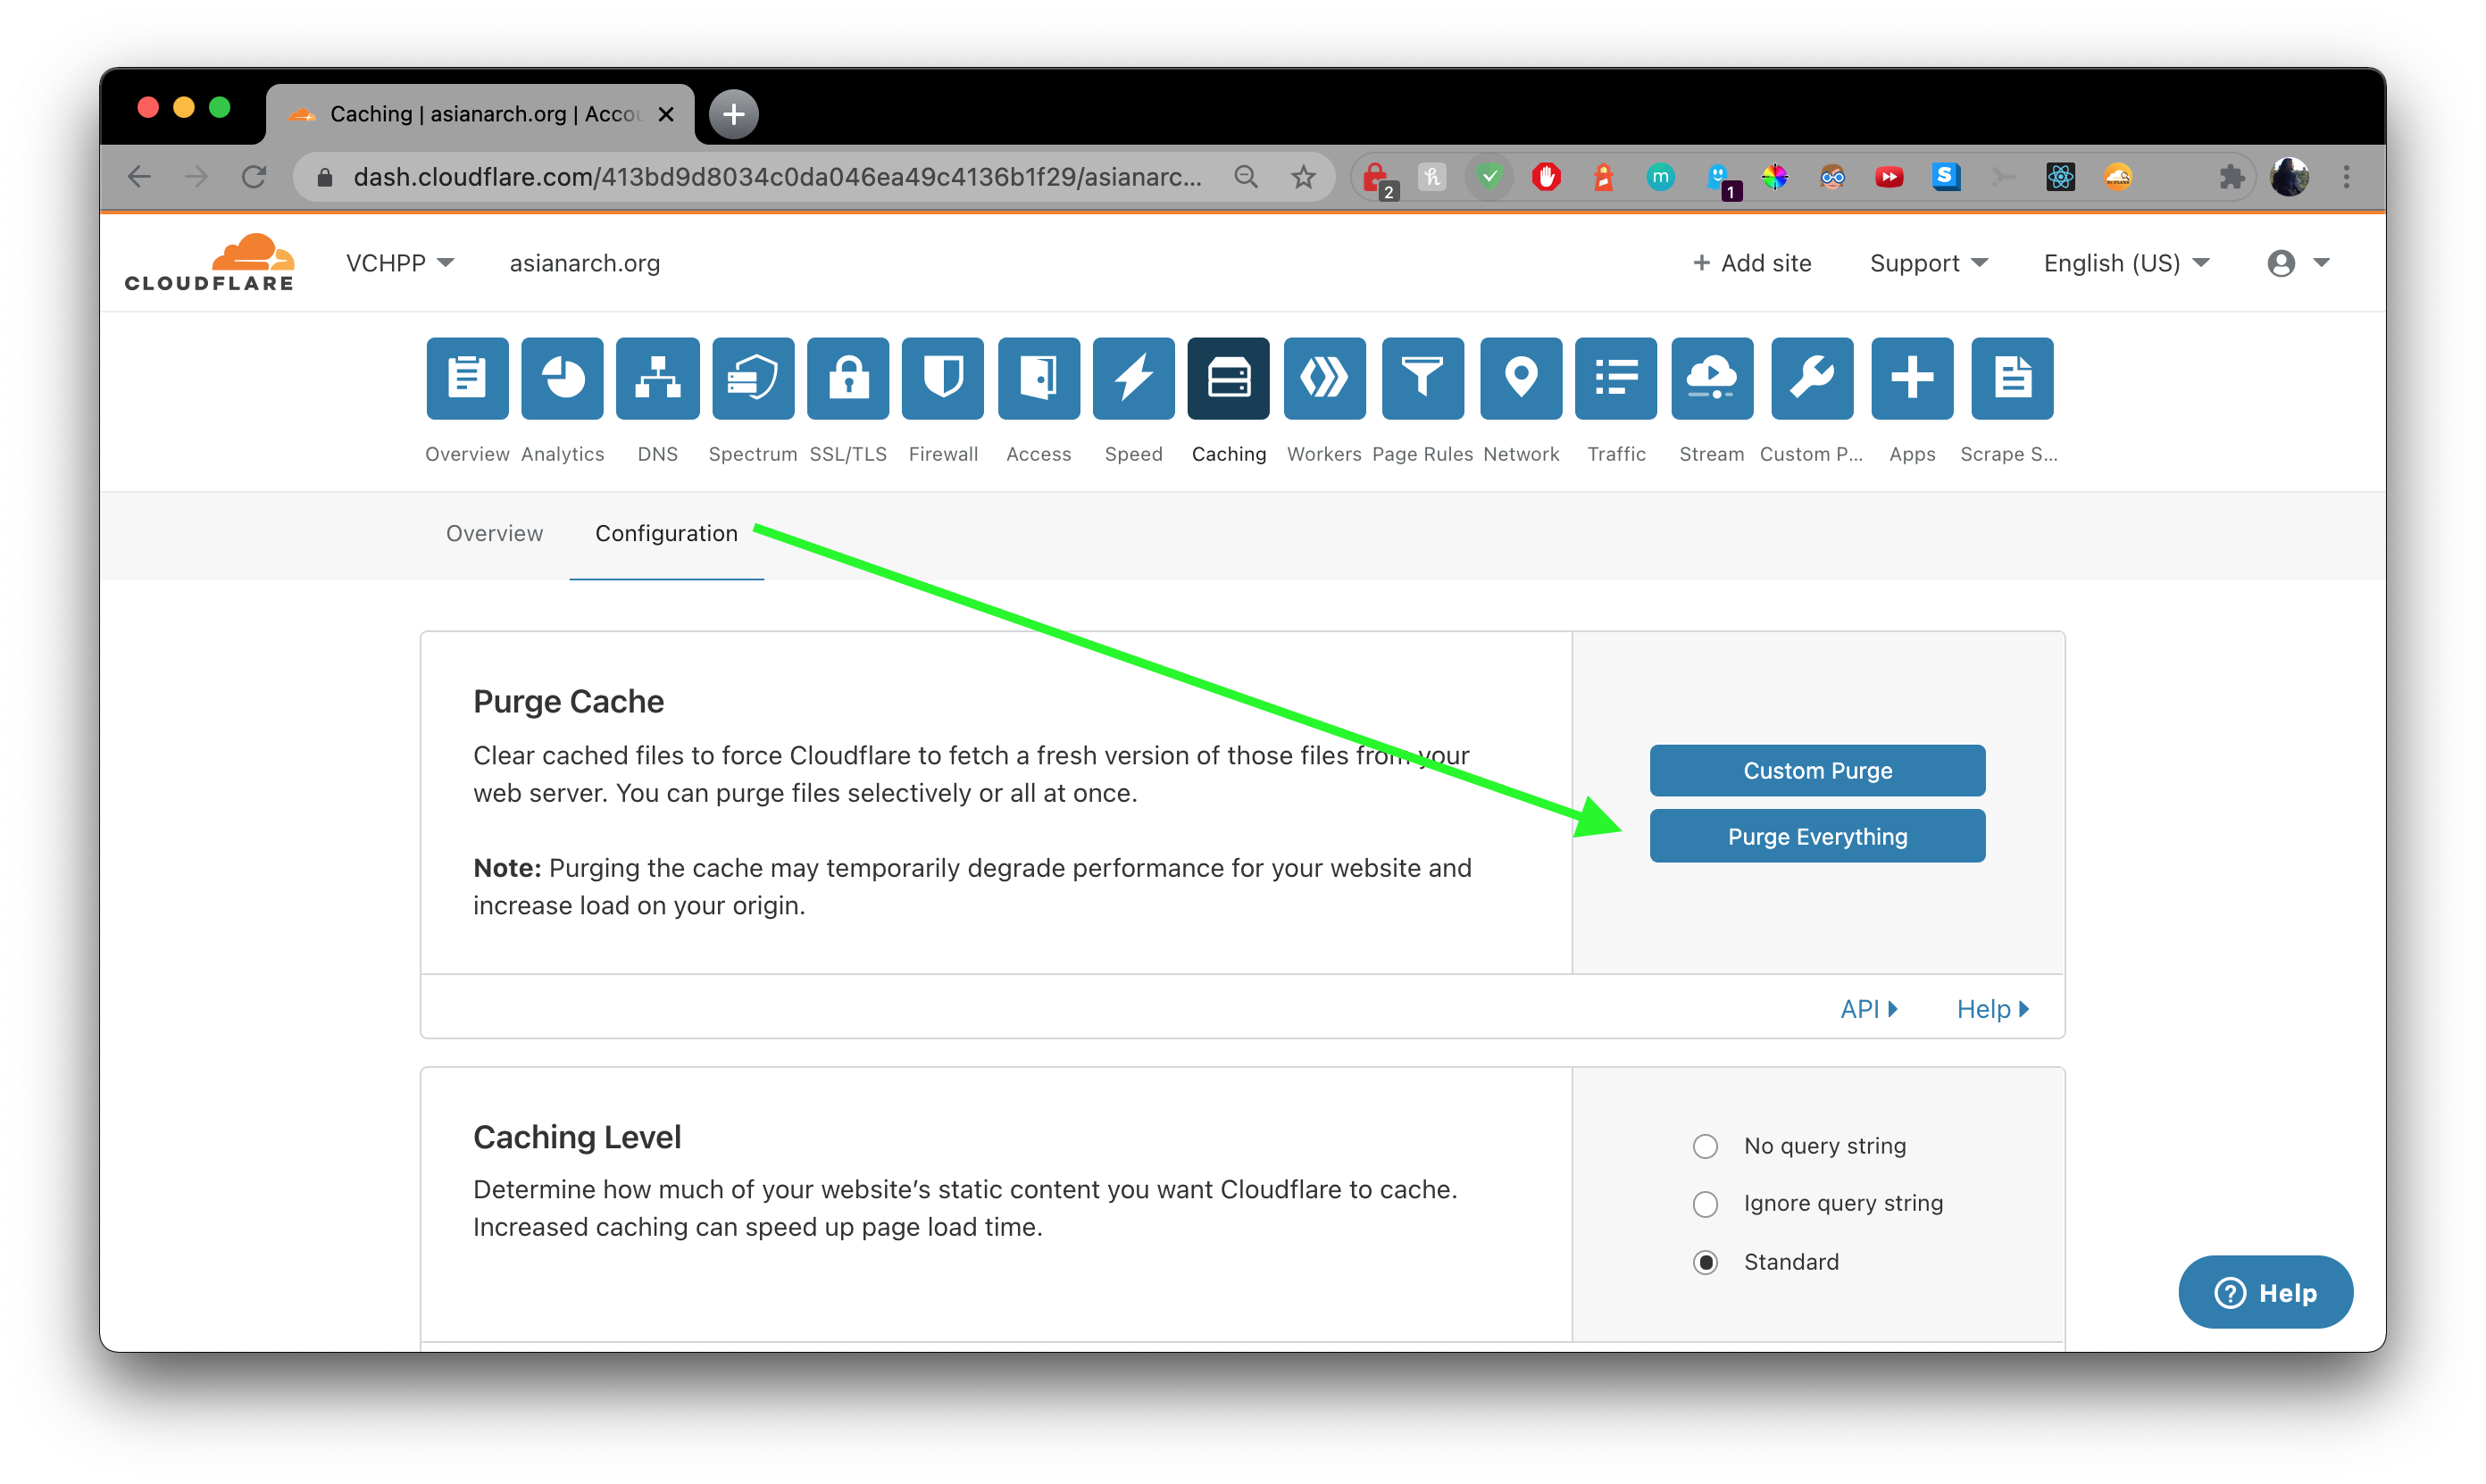 Caching | asianarch.org | Accou
dash.cloudflare.com/413bd9d8034c0da046ea49c4136b1f29/asianarc...
2
h
m
1
S
CLOUDFLARE
VCHPP
asianarch.org
+ Add site
Support
English (US)
Overview
Analytics
DNS
Spectrum
SSL/TLS
Firewall
Access
Speed
Caching
Workers
Page Rules
Network
Traffic
Stream
Custom P...
Apps
Scrape S...
Overview
Configuration
Purge Cache
Clear cached files to force Cloudflare to fetch a fresh version of those files from your
web server. You can purge files selectively or all at once.
Note: Purging the cache may temporarily degrade performance for your website and
increase load on your origin.
Custom Purge
Purge Everything
API
Help
Caching Level
Determine how much of your website’s static content you want Cloudflare to cache.
Increased caching can speed up page load time.
No query string
Ignore query string
Standard
? Help